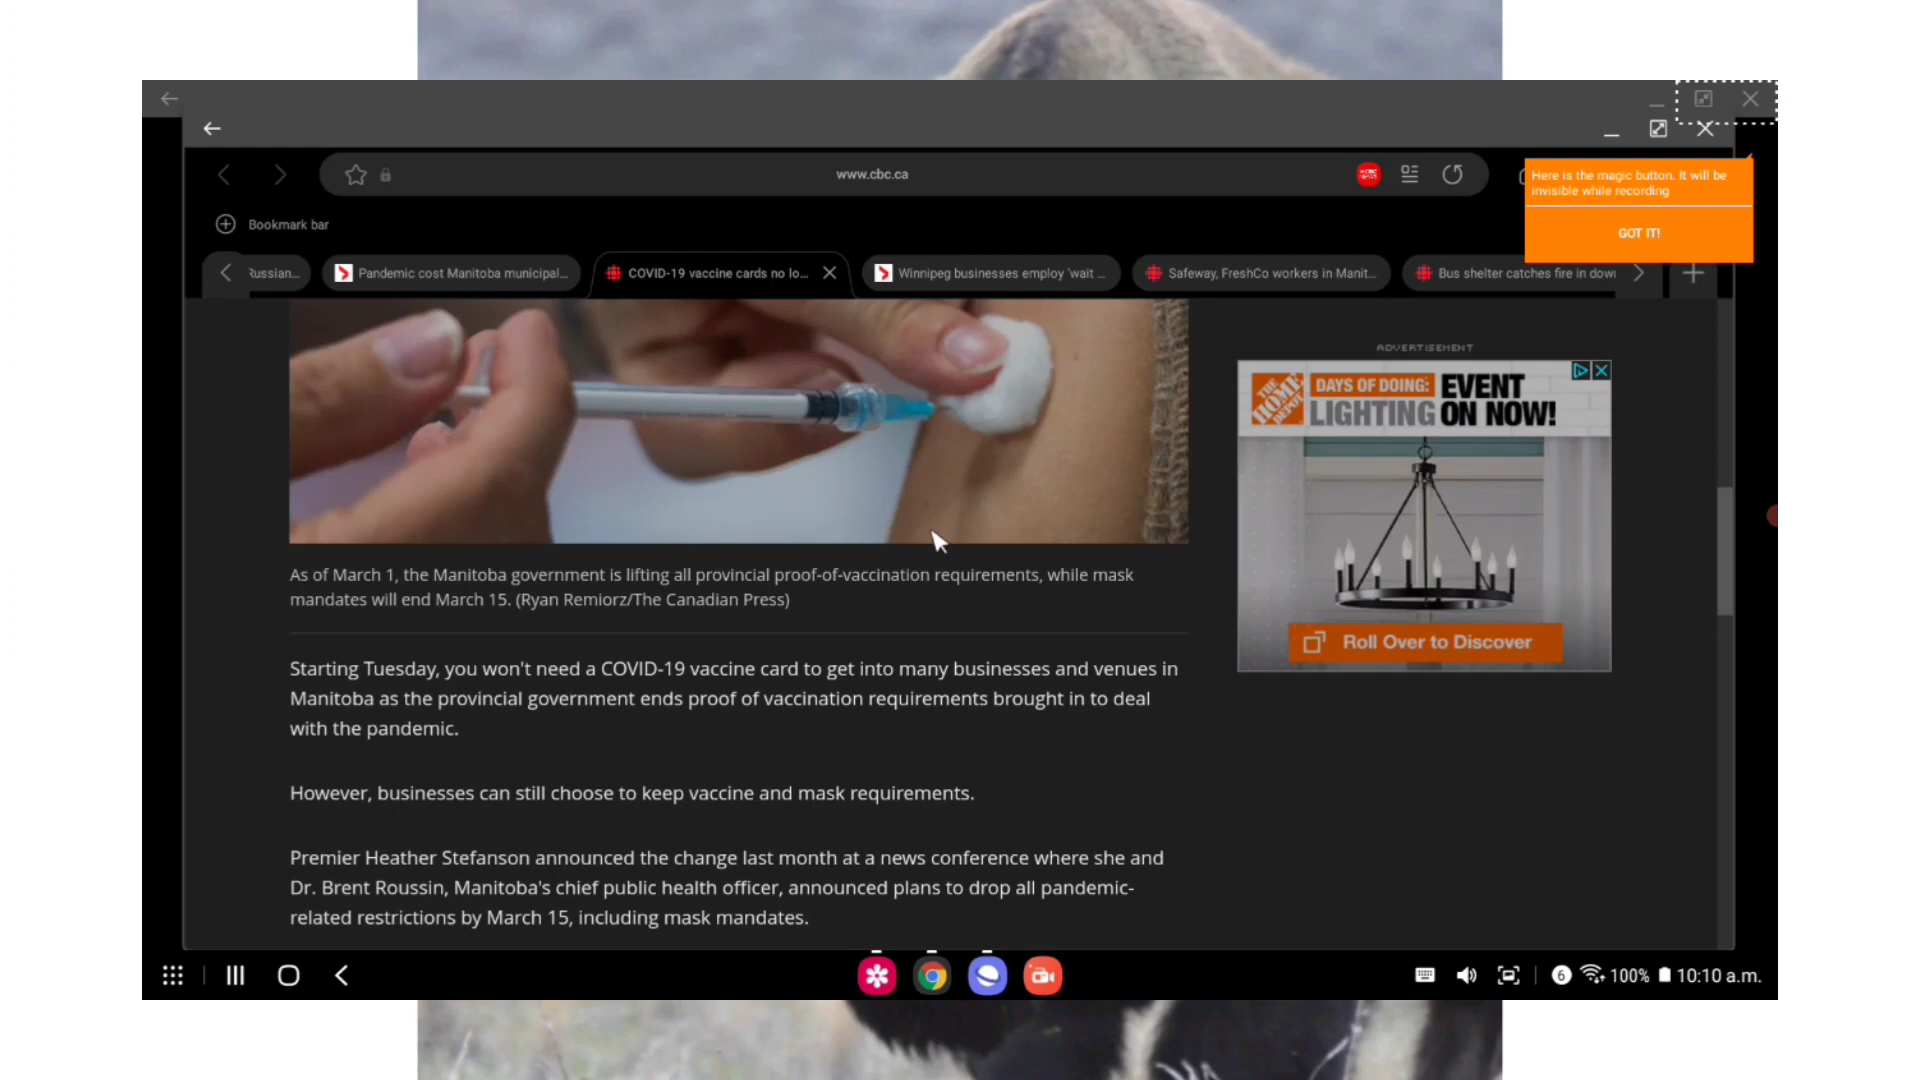 www.cbc.ca
Here is the magic button. It will be
invisible while recording
GOT IT!
Bookmark bar
Russian...
Pandemic cost Manitoba municipal...
COVID-19 vaccine cards no lo...
Winnipeg businesses employ 'wait ...
Safeway, FreshCo workers in Manit...
Bus shelter catches fire in down
ADVERTISEMENT
THE HOME DEPOT
DAYS OF DOING: EVENT
LIGHTING ON NOW!
Roll Over to Discover
As of March 1, the Manitoba government is lifting all provincial proof-of-vaccination requirements, while mask
mandates will end March 15. (Ryan Remiorz/The Canadian Press)
Starting Tuesday, you won't need a COVID-19 vaccine card to get into many businesses and venues in
Manitoba as the provincial government ends proof of vaccination requirements brought in to deal
with the pandemic.
However, businesses can still choose to keep vaccine and mask requirements.
Premier Heather Stefanson announced the change last month at a news conference where she and
Dr. Brent Roussin, Manitoba's chief public health officer, announced plans to drop all pandemic-
related restrictions by March 15, including mask mandates.
6 100% 10:10 a.m.